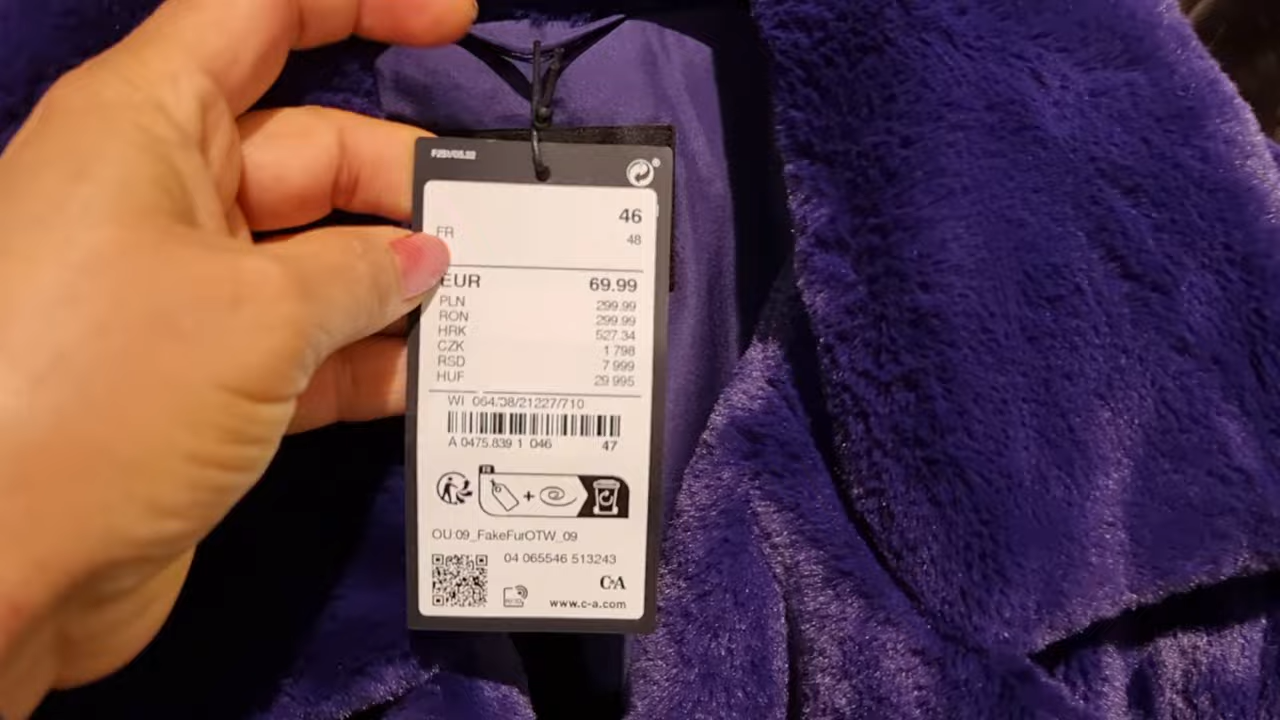 46
FR 48
EUR 69.99
PLN 299.99
RON 299.99
HRK 527.34
CZK 1 798
RSD 7 999
HUF 29 995
WI 064/08/21227/710
A 0475.839 1 046 47
FR
+
OU 09_FakeFurOTW_09
04 065546 513243
C&A
www.c-a.com